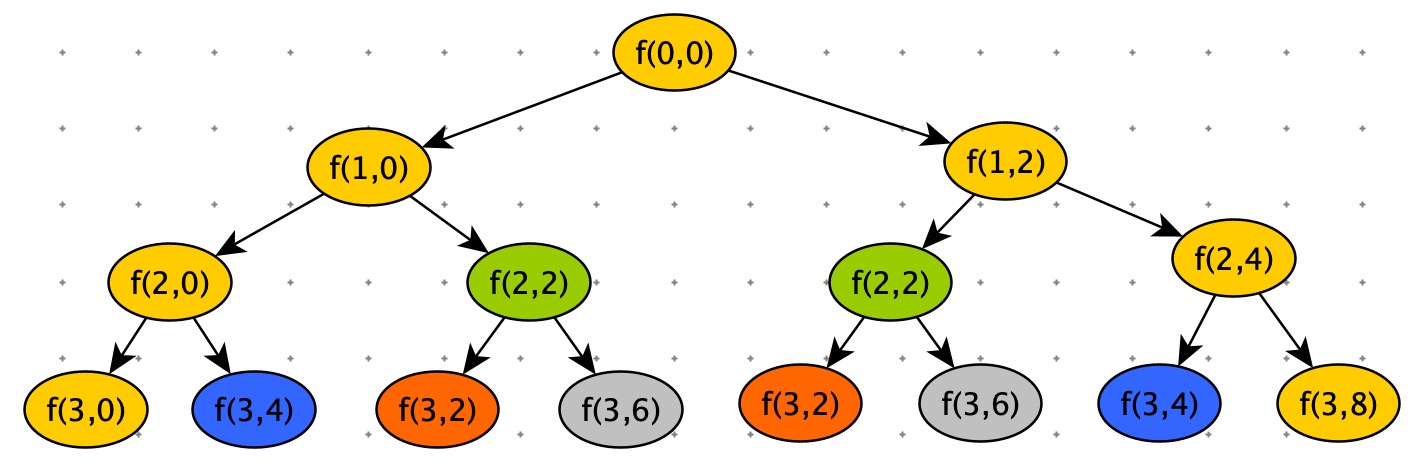 f(0,0)
f(1,0) f(1,2)
f(2,0) f(2,2) f(2,2) f(2,4)
f(3,0) f(3,4) f(3,2) f(3,6) f(3,2) f(3,6) f(3,4) f(3,8)